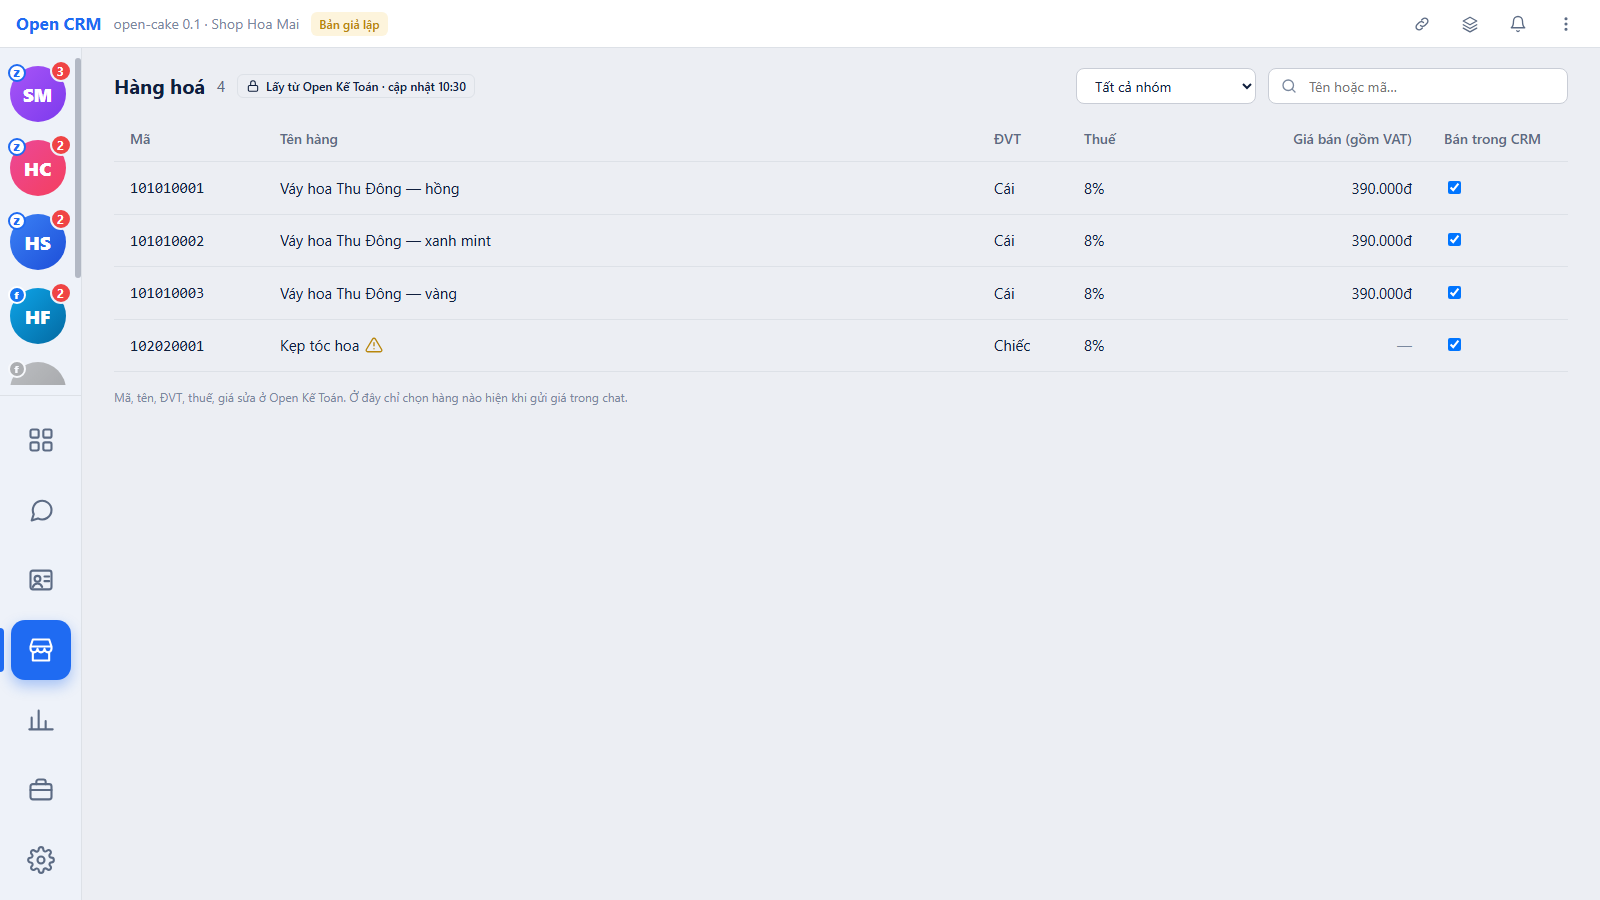 Open CRM open-cake 0.1 · Shop Hoa Mai Bản giả lập
z 3
SM
z 2
HC
z 2
HS
f 2
HF
f
Hàng hoá 4 Lấy từ Open Kế Toán · cập nhật 10:30 Tất cả nhóm Tên hoặc mã...
Mã Tên hàng ĐVT Thuế Giá bán (gồm VAT) Bán trong CRM
101010001 Váy hoa Thu Đông — hồng Cái 8% 390.000đ
101010002 Váy hoa Thu Đông — xanh mint Cái 8% 390.000đ
101010003 Váy hoa Thu Đông — vàng Cái 8% 390.000đ
102020001 Kẹp tóc hoa Chiếc 8% —
Mã, tên, ĐVT, thuế, giá sửa ở Open Kế Toán. Ở đây chỉ chọn hàng nào hiện khi gửi giá trong chat.